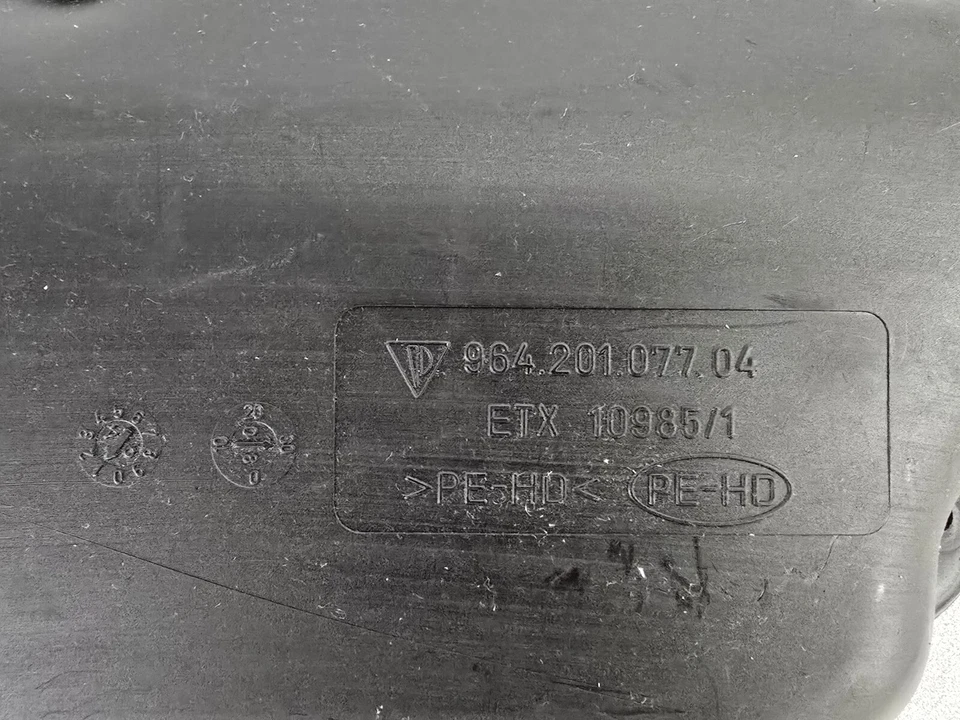 964.201.077.04
ETX 10985/1
>PE-HD< PE-HD